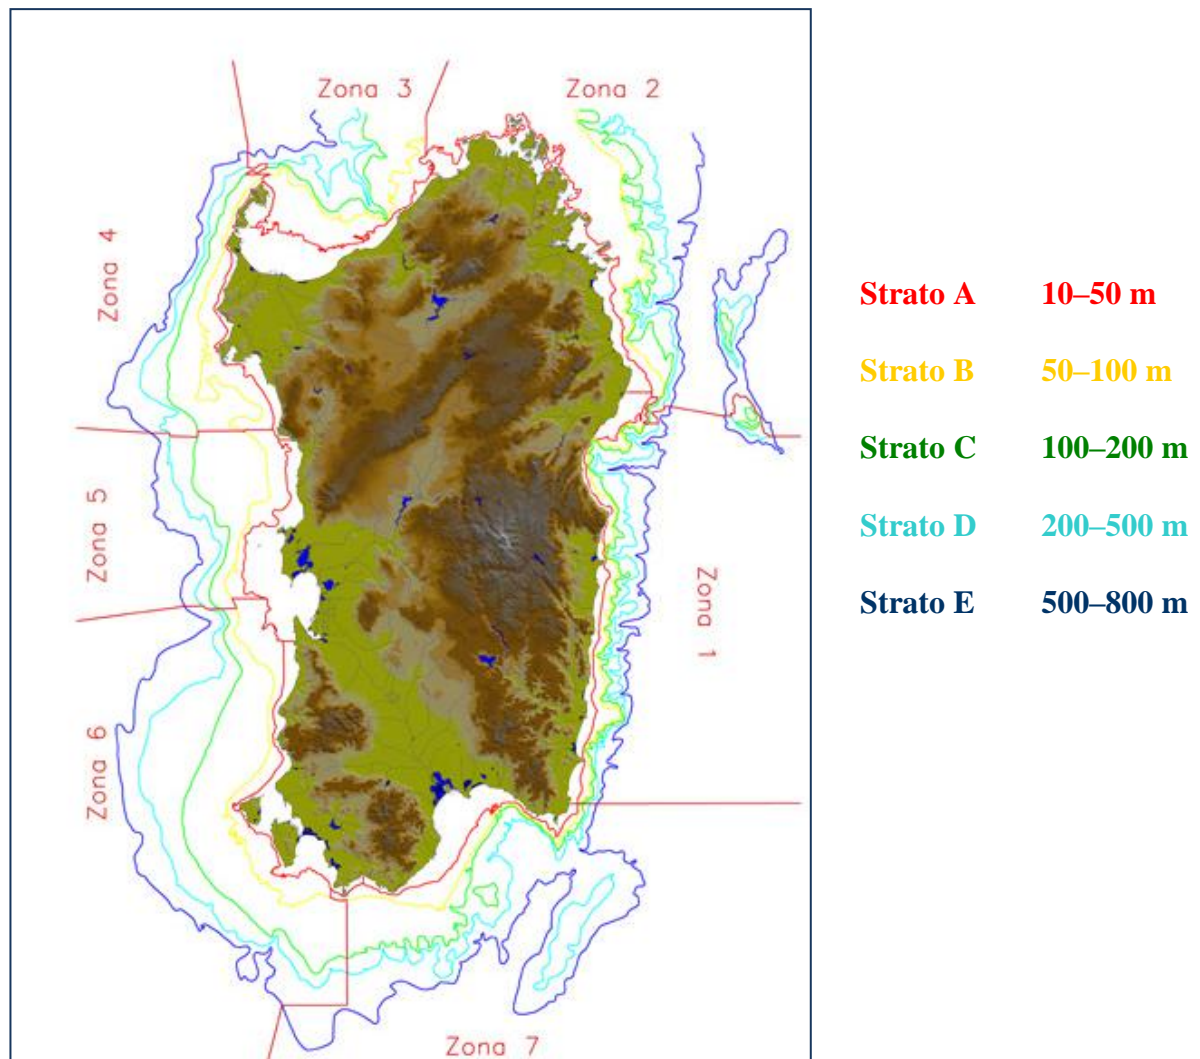 Zona 3
Zona 2
Zona 4
Zona 5
Zona 1
Zona 6
Zona 7
Strato A 10–50 m
Strato B 50–100 m
Strato C 100–200 m
Strato D 200–500 m
Strato E 500–800 m